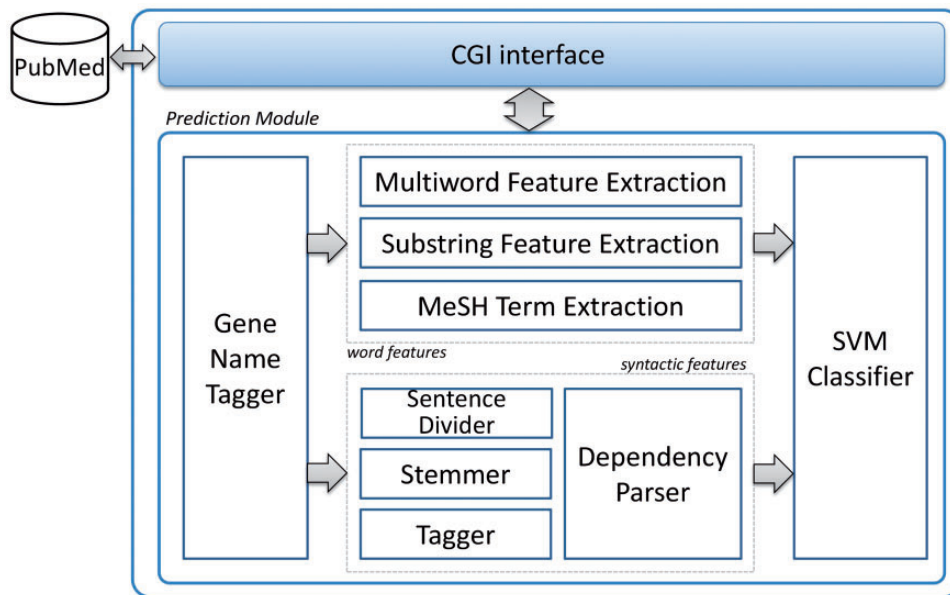 PubMed
CGI interface
Prediction Module
Gene
Name
Tagger
Multiword Feature Extraction
Substring Feature Extraction
MeSH Term Extraction
word features
syntactic features
Sentence
Divider
Stemmer
Tagger
Dependency
Parser
SVM
Classifier